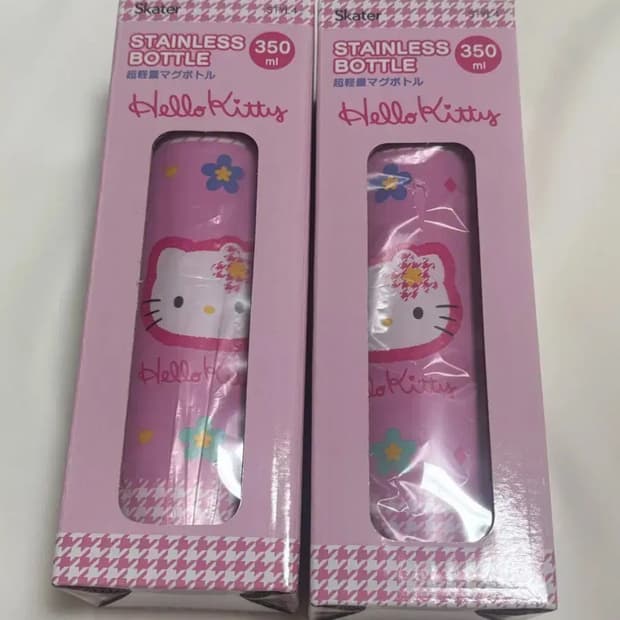 Skater
STAINLESS
BOTTLE
350
ml
超軽量マグボトル
Hello Kitty
Hello Kitty
Skater
STAINLESS
BOTTLE
350
ml
超軽量マグボトル
Hello Kitty
Hello Kitty